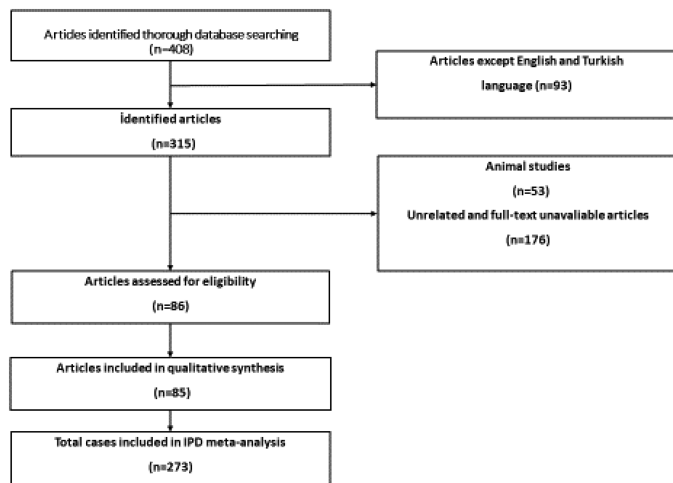 Articles identified thorough database searching
(n=408)
Articles except English and Turkish
language (n=93)
İdentified articles
(n=315)
Animal studies
(n=53)
Unrelated and full-text unavaliable articles
(n=176)
Articles assessed for eligibility
(n=86)
Articles included in qualitative synthesis
(n=85)
Total cases included in IPD meta-analysis
(n=273)